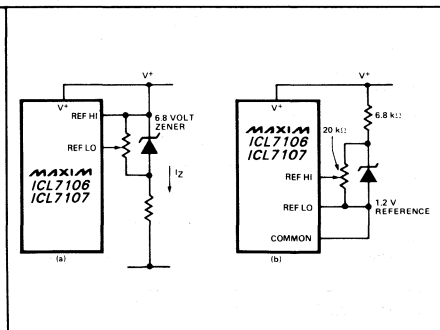 V⁺
V⁺
REF HI
6.8 VOLT
ZENER
REF LO
MAXIM
ICL7106
ICL7107
IZ
(a)
V⁺
V⁺
6.8 kΩ
20 kΩ
MAXIM
ICL7106
ICL7107
REF HI
REF LO
1.2 V
REFERENCE
COMMON
(b)